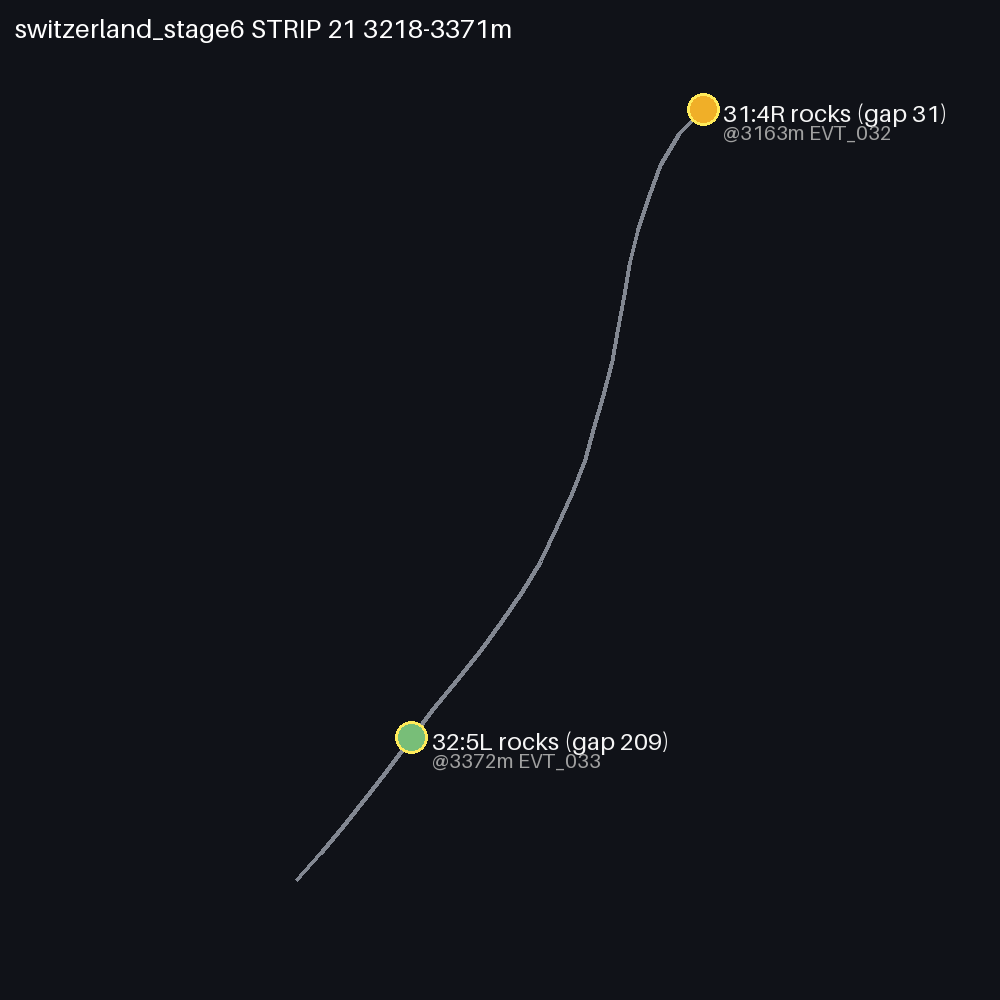 switzerland_stage6 STRIP 21 3218-3371m
31:4R rocks (gap 31)
@3163m EVT_032
32:5L rocks (gap 209)
@3372m EVT_033